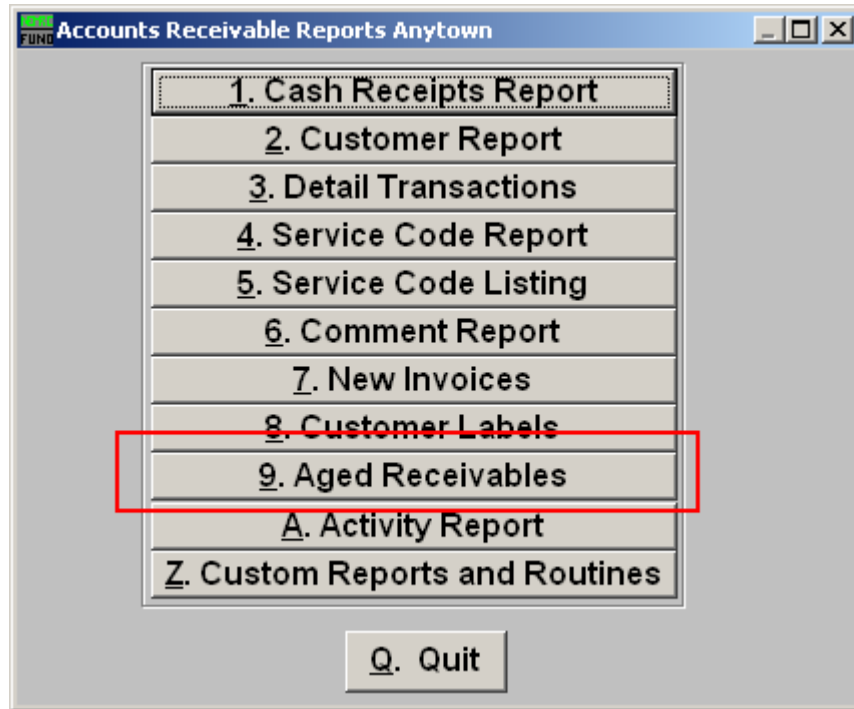 NEMRC
FUND
Accounts Receivable Reports Anytown
1. Cash Receipts Report
2. Customer Report
3. Detail Transactions
4. Service Code Report
5. Service Code Listing
6. Comment Report
7. New Invoices
8. Customer Labels
9. Aged Receivables
A. Activity Report
Z. Custom Reports and Routines
Q. Quit